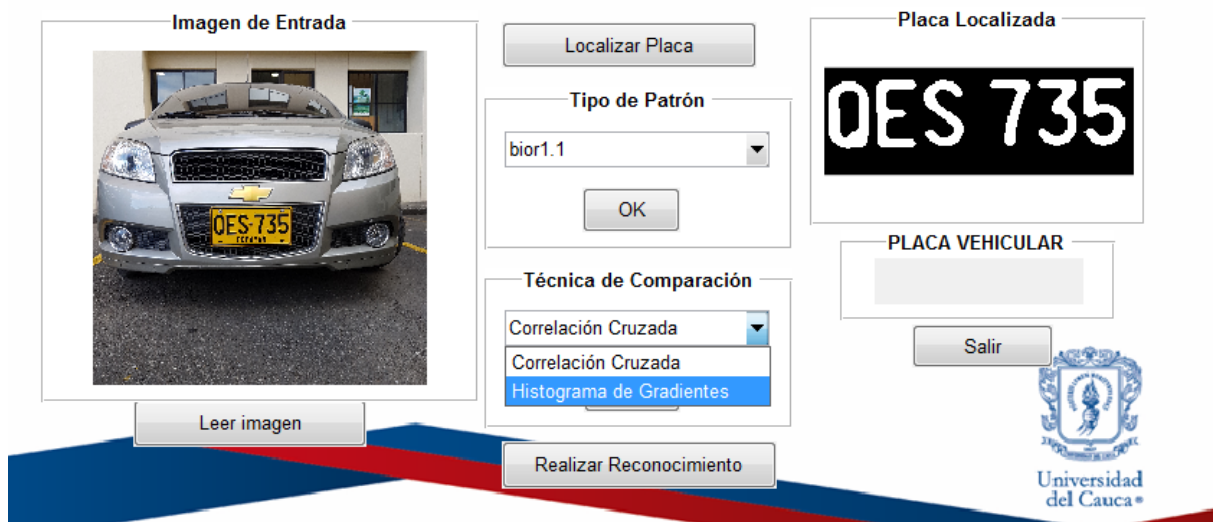 Imagen de Entrada
QES-735
Leer imagen
Localizar Placa
Tipo de Patrón
bior1.1
OK
Técnica de Comparación
Correlación Cruzada
Correlación Cruzada
Histograma de Gradientes
Realizar Reconocimiento
Placa Localizada
QES 735
PLACA VEHICULAR
Salir
Universidad
del Cauca